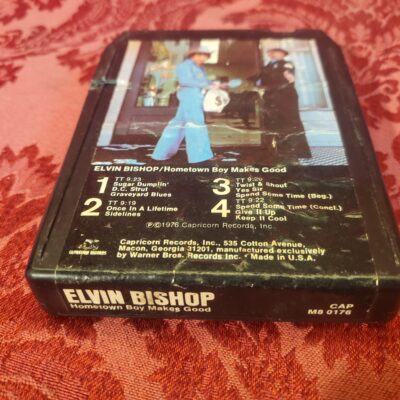 $
ELVIN BISHOP/Hometown Boy Makes Good
1 TT 9:23
Sugar Dumplin'
D.C. Strut
Graveyard Blues
2 TT 9:19
Once In A Lifetime
Sidelines
3 TT 9:20
Twist & Shout
Yes Sir
Spend Some Time (Beg.)
4 TT 9:22
Spend Some Time (Concl.)
Give It Up
Keep It Cool
℗©1976 Capricorn Records, Inc.
CAPRICORN RECORDS
Capricorn Records, Inc., 535 Cotton Avenue,
Macon, Georgia 31201, manufactured exclusively
by Warner Bros. Records Inc. • Made in U.S.A.
ELVIN BISHOP
Hometown Boy Makes Good
CAP
M8 0176